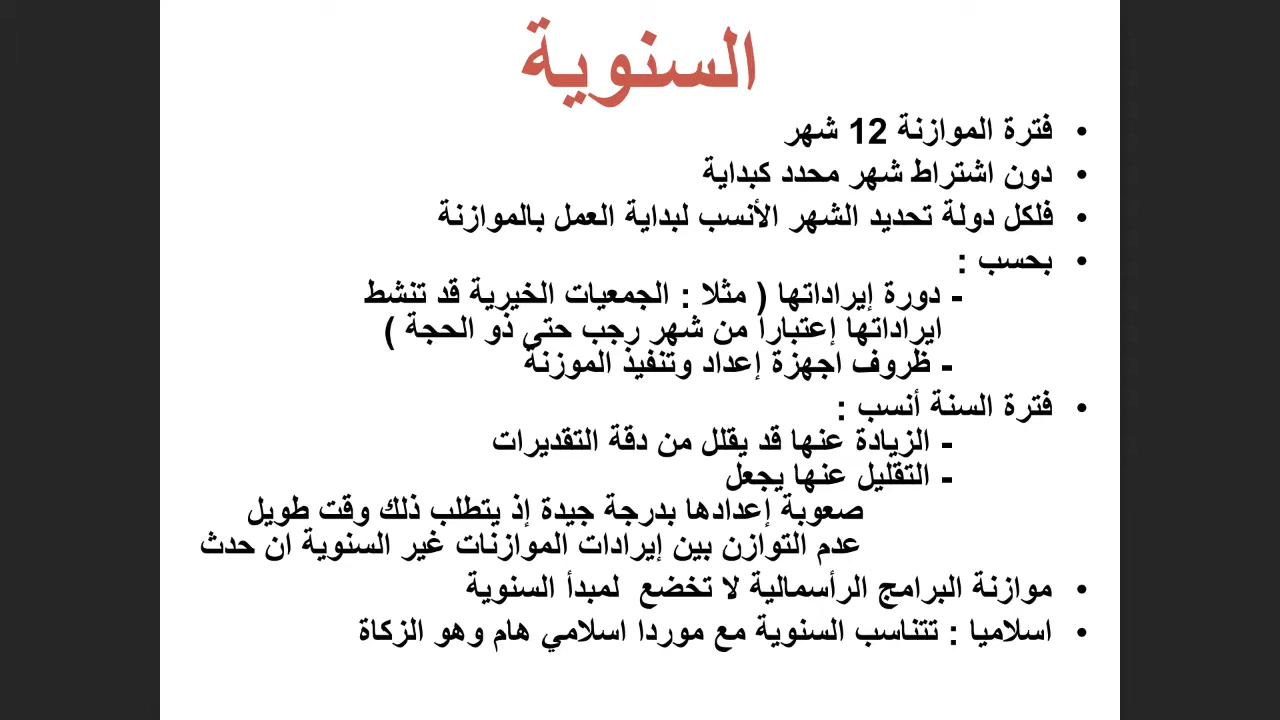 السنوية
• فترة الموازنة 12 شهر
• دون اشتراط شهر محدد كبداية
• فلكل دولة تحديد الشهر الأنسب لبداية العمل بالموازنة
• بحسب :
- دورة إيراداتها ( مثلا : الجمعيات الخيرية قد تنشط
ايراداتها إعتبارا من شهر رجب حتى ذو الحجة )
- ظروف اجهزة إعداد وتنفيذ الموزنة
• فترة السنة أنسب :
- الزيادة عنها قد يقلل من دقة التقديرات
- التقليل عنها يجعل
صعوبة إعدادها بدرجة جيدة إذ يتطلب ذلك وقت طويل
عدم التوازن بين إيرادات الموازنات غير السنوية ان حدث
• موازنة البرامج الرأسمالية لا تخضع لمبدأ السنوية
• اسلاميا : تتناسب السنوية مع موردا اسلامي هام وهو الزكاة